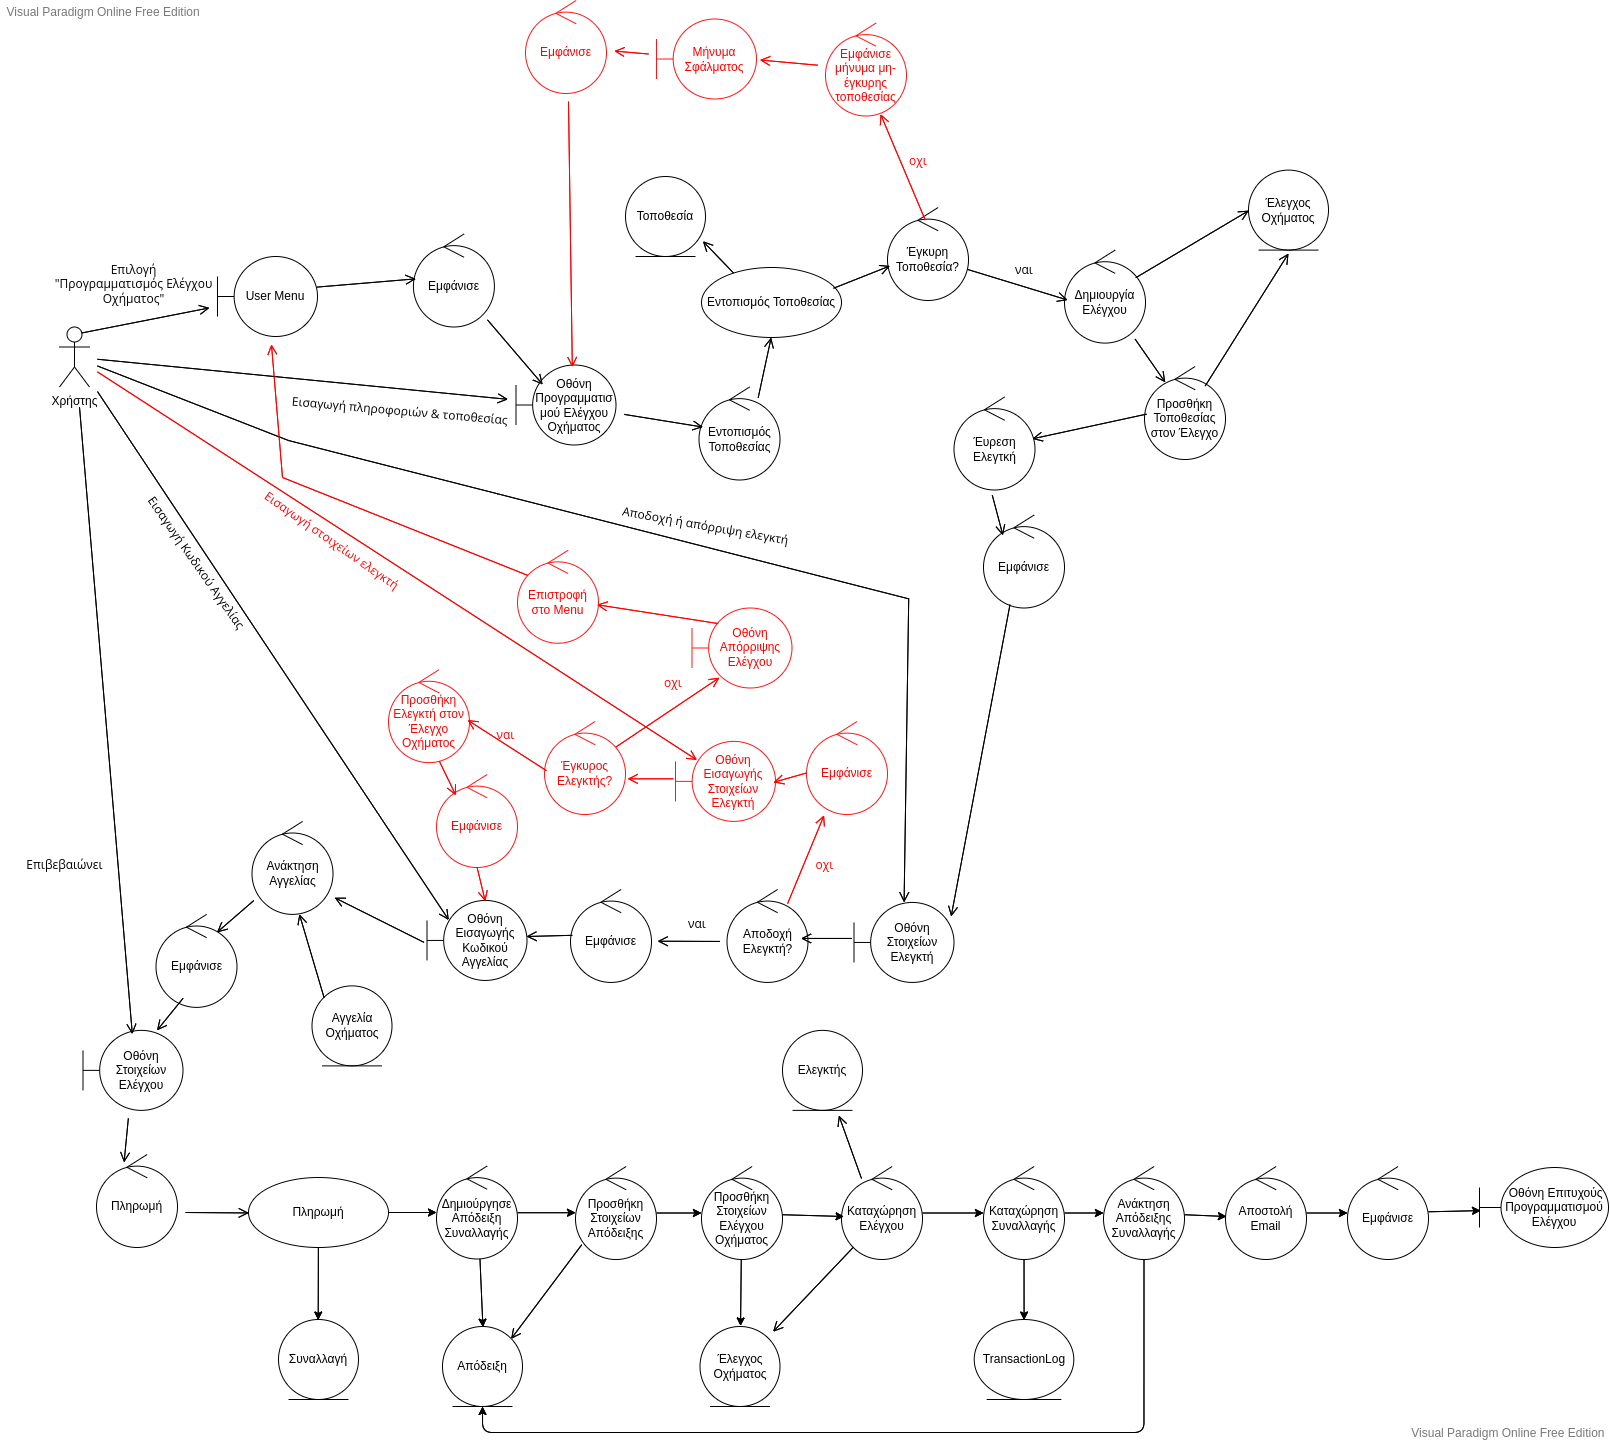 Visual Paradigm Online Free Edition
Εμφάνισε
Μήνυμα
Σφάλματος
Εμφάνισε
μήνυμα μη-
έγκυρης
τοποθεσίας
οχι
Τοποθεσία
Έλεγχος
Οχήματος
Επιλογή
"Προγραμματισμός Ελέγχου
Οχήματος"
User Menu
Εμφάνισε
Εντοπισμός Τοποθεσίας
Έγκυρη
Τοποθεσία?
ναι
Δημιουργία
Ελέγχου
Χρήστης
Εισαγωγή πληροφοριών & τοποθεσίας
Οθόνη
Προγραμματισ
μού Ελέγχου
Οχήματος
Εντοπισμός
Τοποθεσίας
Προσθήκη
Τοποθεσίας
στον Έλεγχο
Έυρεση
Ελεγτκή
Εμφάνισε
Εισαγωγή Κωδικού Αγγελίας
Εισαγωγή στοιχείων ελεγκτή
Αποδοχή ή απόρριψη ελεγκτή
Επιστροφή
στο Menu
Οθόνη
Απόρριψης
Ελέγχου
οχι
Προσθήκη
Ελεγκτή στον
Έλεγχο
Οχήματος
ναι
Έγκυρος
Ελεγκτής?
Οθόνη
Εισαγωγής
Στοιχείων
Ελεγκτή
Εμφάνισε
Εμφάνισε
οχι
Επιβεβαιώνει
Ανάκτηση
Αγγελίας
Οθόνη
Εισαγωγής
Κωδικού
Αγγελίας
Εμφάνισε
ναι
Αποδοχή
Ελεγκτή?
Οθόνη
Στοιχείων
Ελεγκτή
Εμφάνισε
Αγγελία
Οχήματος
Οθόνη
Στοιχείων
Ελέγχου
Ελεγκτής
Πληρωμή
Πληρωμή
Δημιούργησε
Απόδειξη
Συναλλαγής
Προσθήκη
Στοιχείων
Απόδειξης
Προσθήκη
Στοιχείων
Ελέγχου
Οχήματος
Καταχώρηση
Ελέγχου
Καταχώρηση
Συναλλαγής
Ανάκτηση
Απόδειξης
Συναλλαγής
Αποστολή
Email
Εμφάνισε
Οθόνη Επιτυχούς
Προγραμματισμού
Ελέγχου
Συναλλαγή
Απόδειξη
Έλεγχος
Οχήματος
TransactionLog
Visual Paradigm Online Free Edition